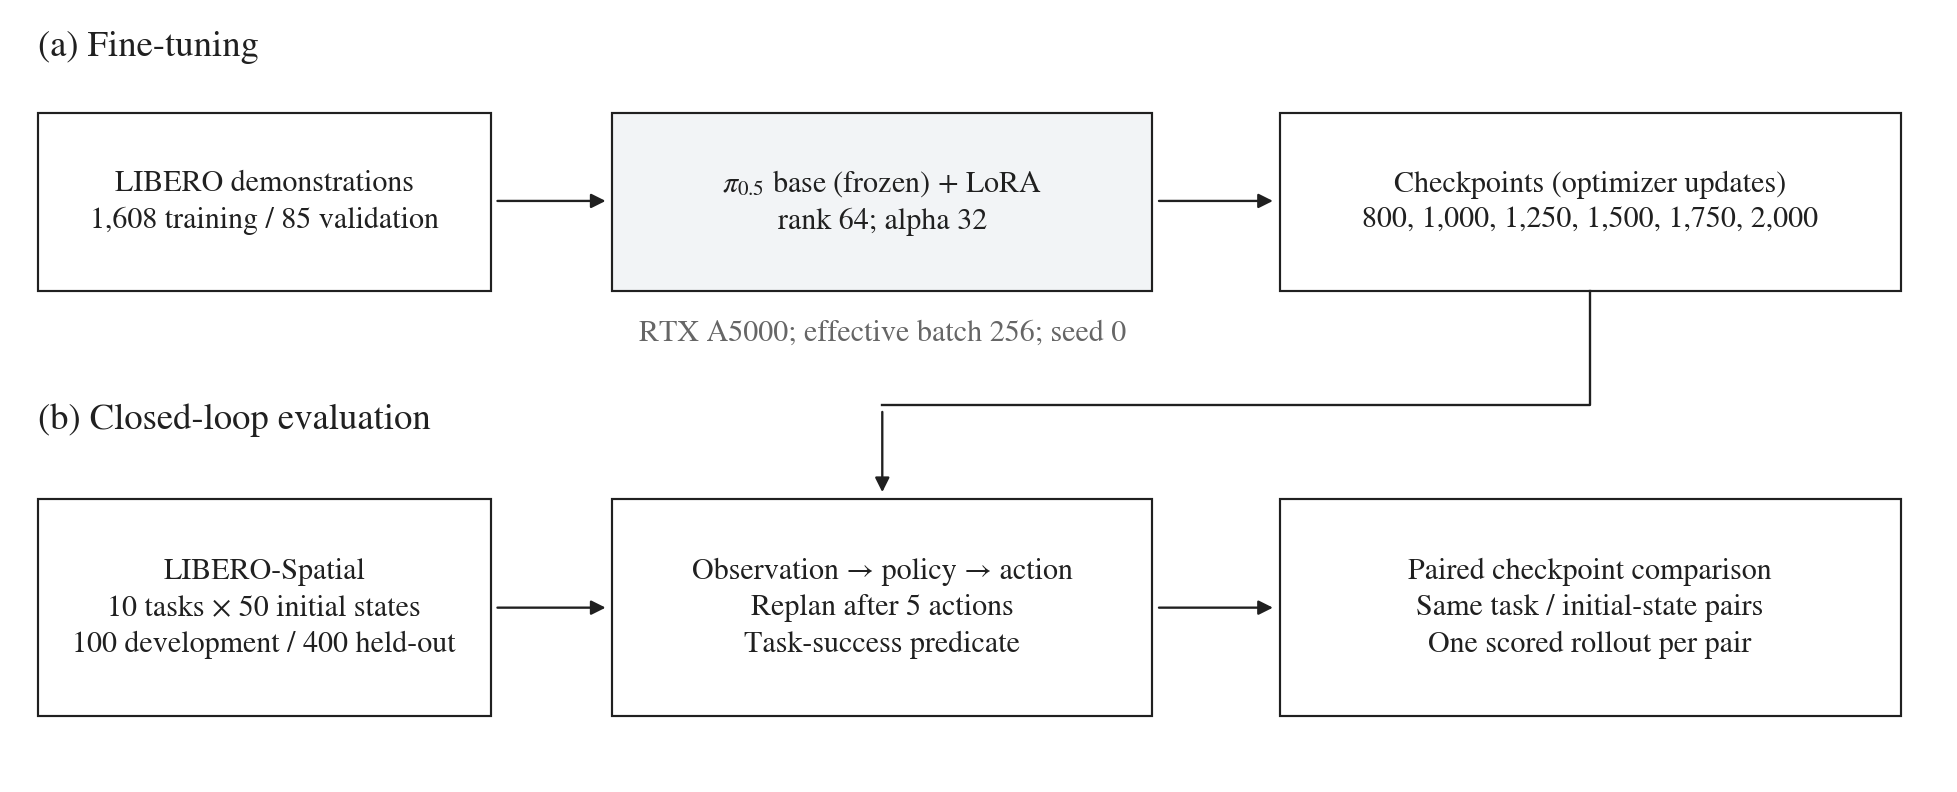 (a) Fine-tuning
LIBERO demonstrations
1,608 training / 85 validation
π0.5 base (frozen) + LoRA
rank 64; alpha 32
Checkpoints (optimizer updates)
800, 1,000, 1,250, 1,500, 1,750, 2,000
RTX A5000; effective batch 256; seed 0
(b) Closed-loop evaluation
LIBERO-Spatial
10 tasks × 50 initial states
100 development / 400 held-out
Observation → policy → action
Replan after 5 actions
Task-success predicate
Paired checkpoint comparison
Same task / initial-state pairs
One scored rollout per pair